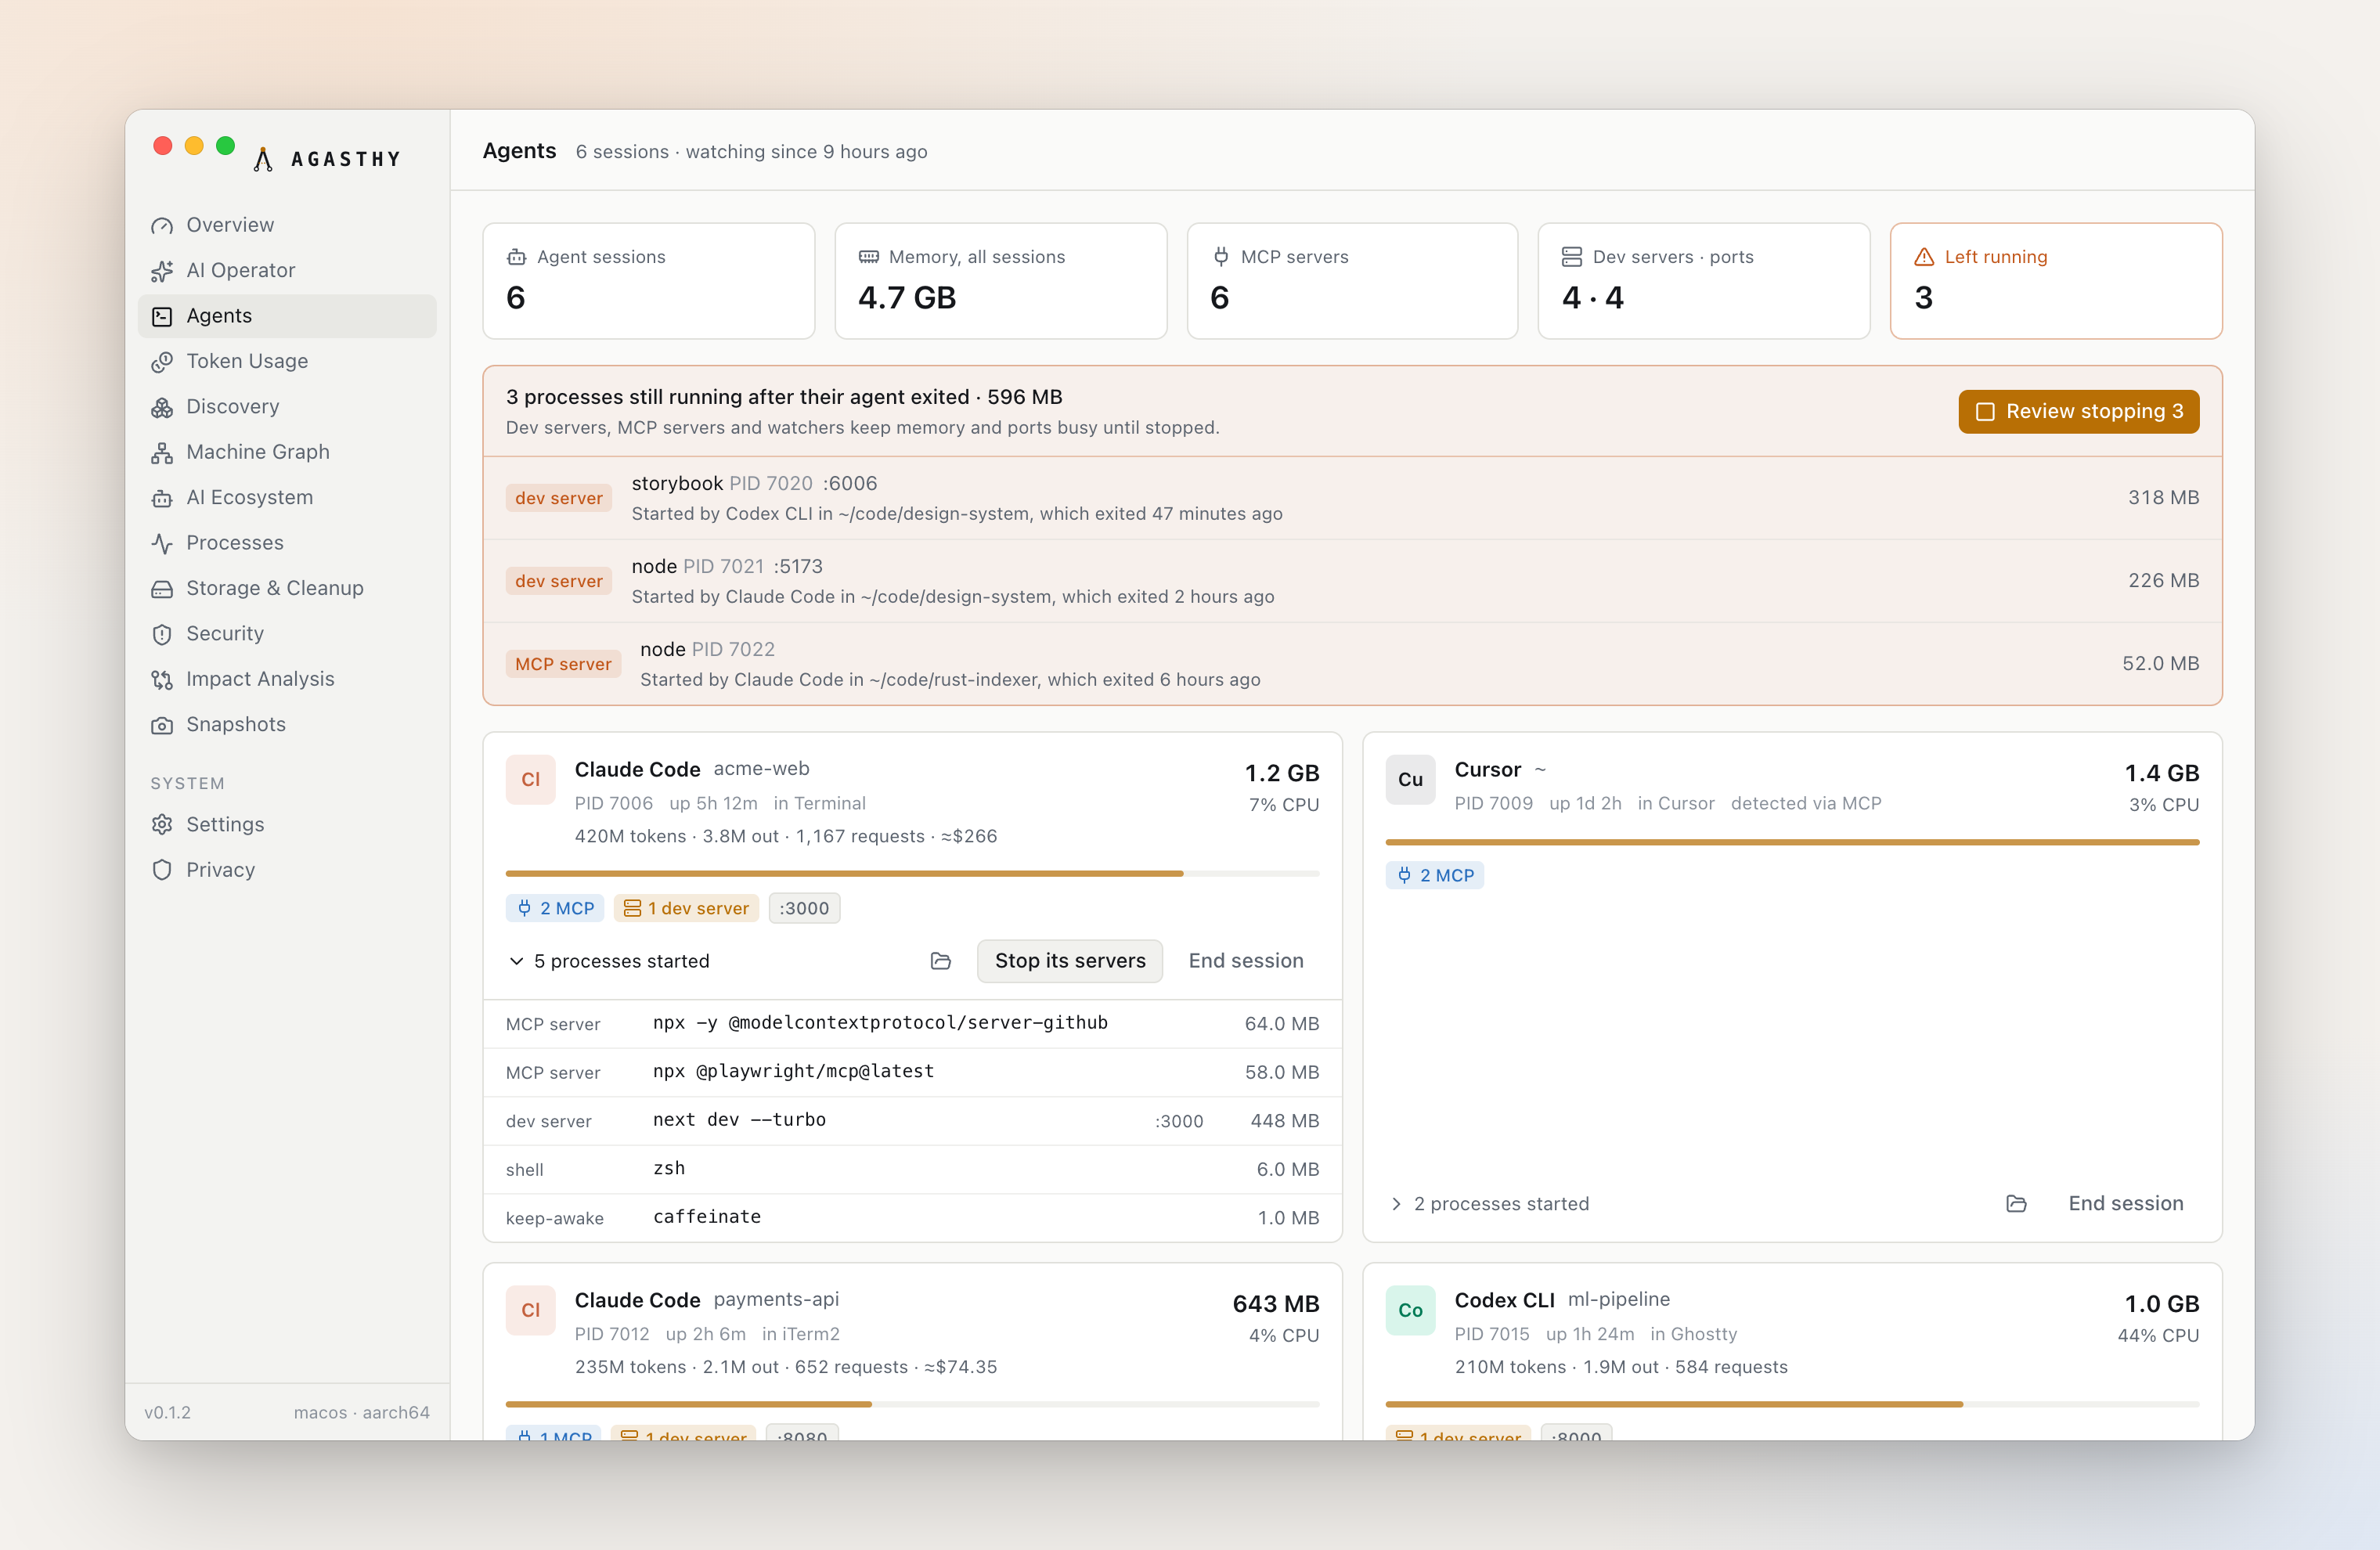 AGASTHY
Overview
AI Operator
Agents
Token Usage
Discovery
Machine Graph
AI Ecosystem
Processes
Storage & Cleanup
Security
Impact Analysis
Snapshots
SYSTEM
Settings
Privacy
v0.1.2 macos · aarch64
Agents 6 sessions · watching since 9 hours ago
Agent sessions
6
Memory, all sessions
4.7 GB
MCP servers
6
Dev servers · ports
4 · 4
Left running
3
3 processes still running after their agent exited · 596 MB
Dev servers, MCP servers and watchers keep memory and ports busy until stopped.
Review stopping 3
dev server
storybook PID 7020 :6006
Started by Codex CLI in ~/code/design-system, which exited 47 minutes ago
318 MB
dev server
node PID 7021 :5173
Started by Claude Code in ~/code/design-system, which exited 2 hours ago
226 MB
MCP server
node PID 7022
Started by Claude Code in ~/code/rust-indexer, which exited 6 hours ago
52.0 MB
Cl
Claude Code acme-web
PID 7006 up 5h 12m in Terminal
420M tokens · 3.8M out · 1,167 requests · ≈$266
1.2 GB
7% CPU
2 MCP 1 dev server :3000
5 processes started Stop its servers End session
MCP server npx -y @modelcontextprotocol/server-github 64.0 MB
MCP server npx @playwright/mcp@latest 58.0 MB
dev server next dev --turbo :3000 448 MB
shell zsh 6.0 MB
keep-awake caffeinate 1.0 MB
Cu
Cursor ~
PID 7009 up 1d 2h in Cursor detected via MCP
1.4 GB
3% CPU
2 MCP
2 processes started End session
Cl
Claude Code payments-api
PID 7012 up 2h 6m in iTerm2
235M tokens · 2.1M out · 652 requests · ≈$74.35
643 MB
4% CPU
1 MCP 1 dev server :8080
Co
Codex CLI ml-pipeline
PID 7015 up 1h 24m in Ghostty
210M tokens · 1.9M out · 584 requests
1.0 GB
44% CPU
1 dev server :8000